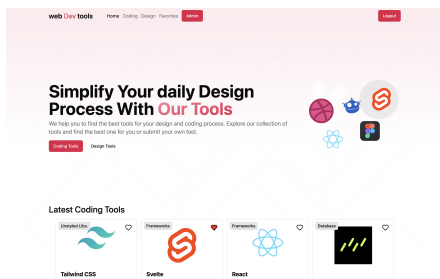 web Dev tools Home Coding Design Favorites Admin Logout
Simplify Your daily Design
Process With Our Tools
We help you to find the best tools for your design and coding process. Explore our collection of
tools and find the best one for you or submit your own tool.
Coding Tools Design Tools
Latest Coding Tools
Unstyled Libs. Frameworks Frameworks Database
Tailwind CSS Svelte React